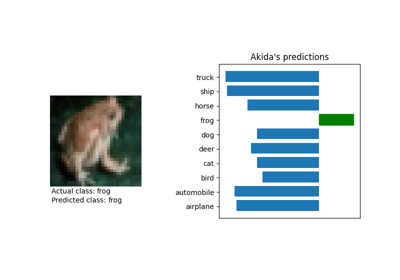 Akida's predictions
truck
ship
horse
frog
dog
deer
cat
bird
automobile
airplane
Actual class: frog
Predicted class: frog